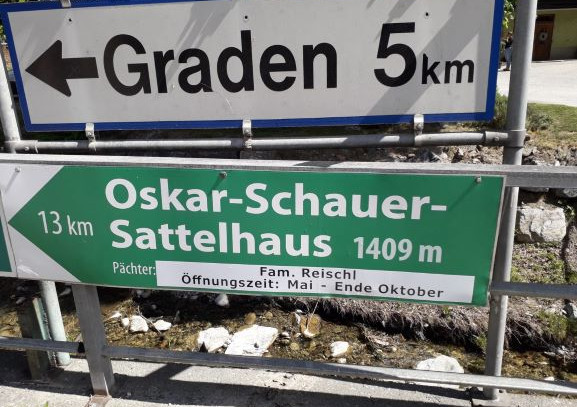 Graden 5km
Oskar-Schauer-
13 km
Sattelhaus 1409 m
Pächter: Fam. Reischl
Öffnungszeit: Mai - Ende Oktober